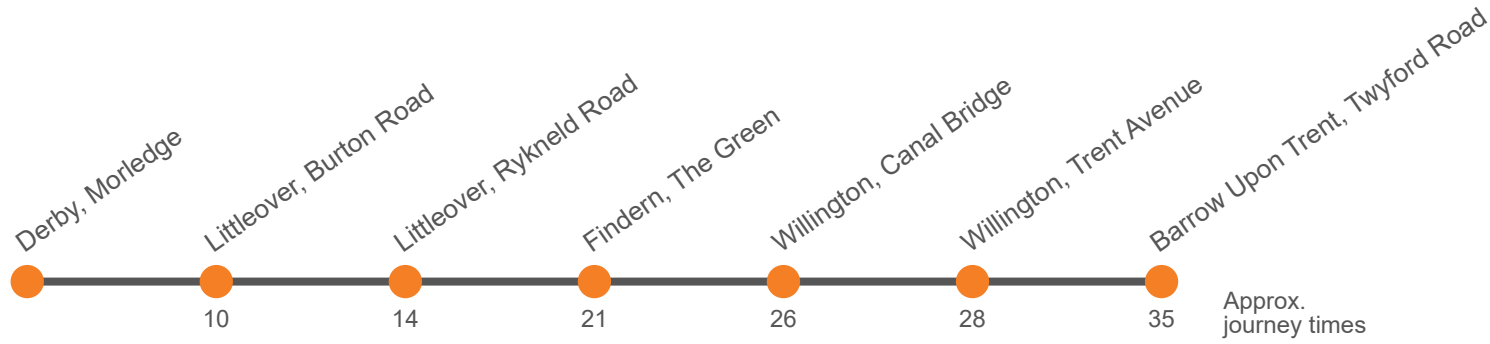 Derby, Morledge
Littleover, Burton Road
Littleover, Rykneld Road
Findern, The Green
Willington, Canal Bridge
Willington, Trent Avenue
Barrow Upon Trent, Twyford Road
10
14
21
26
28
35
Approx.
journey times